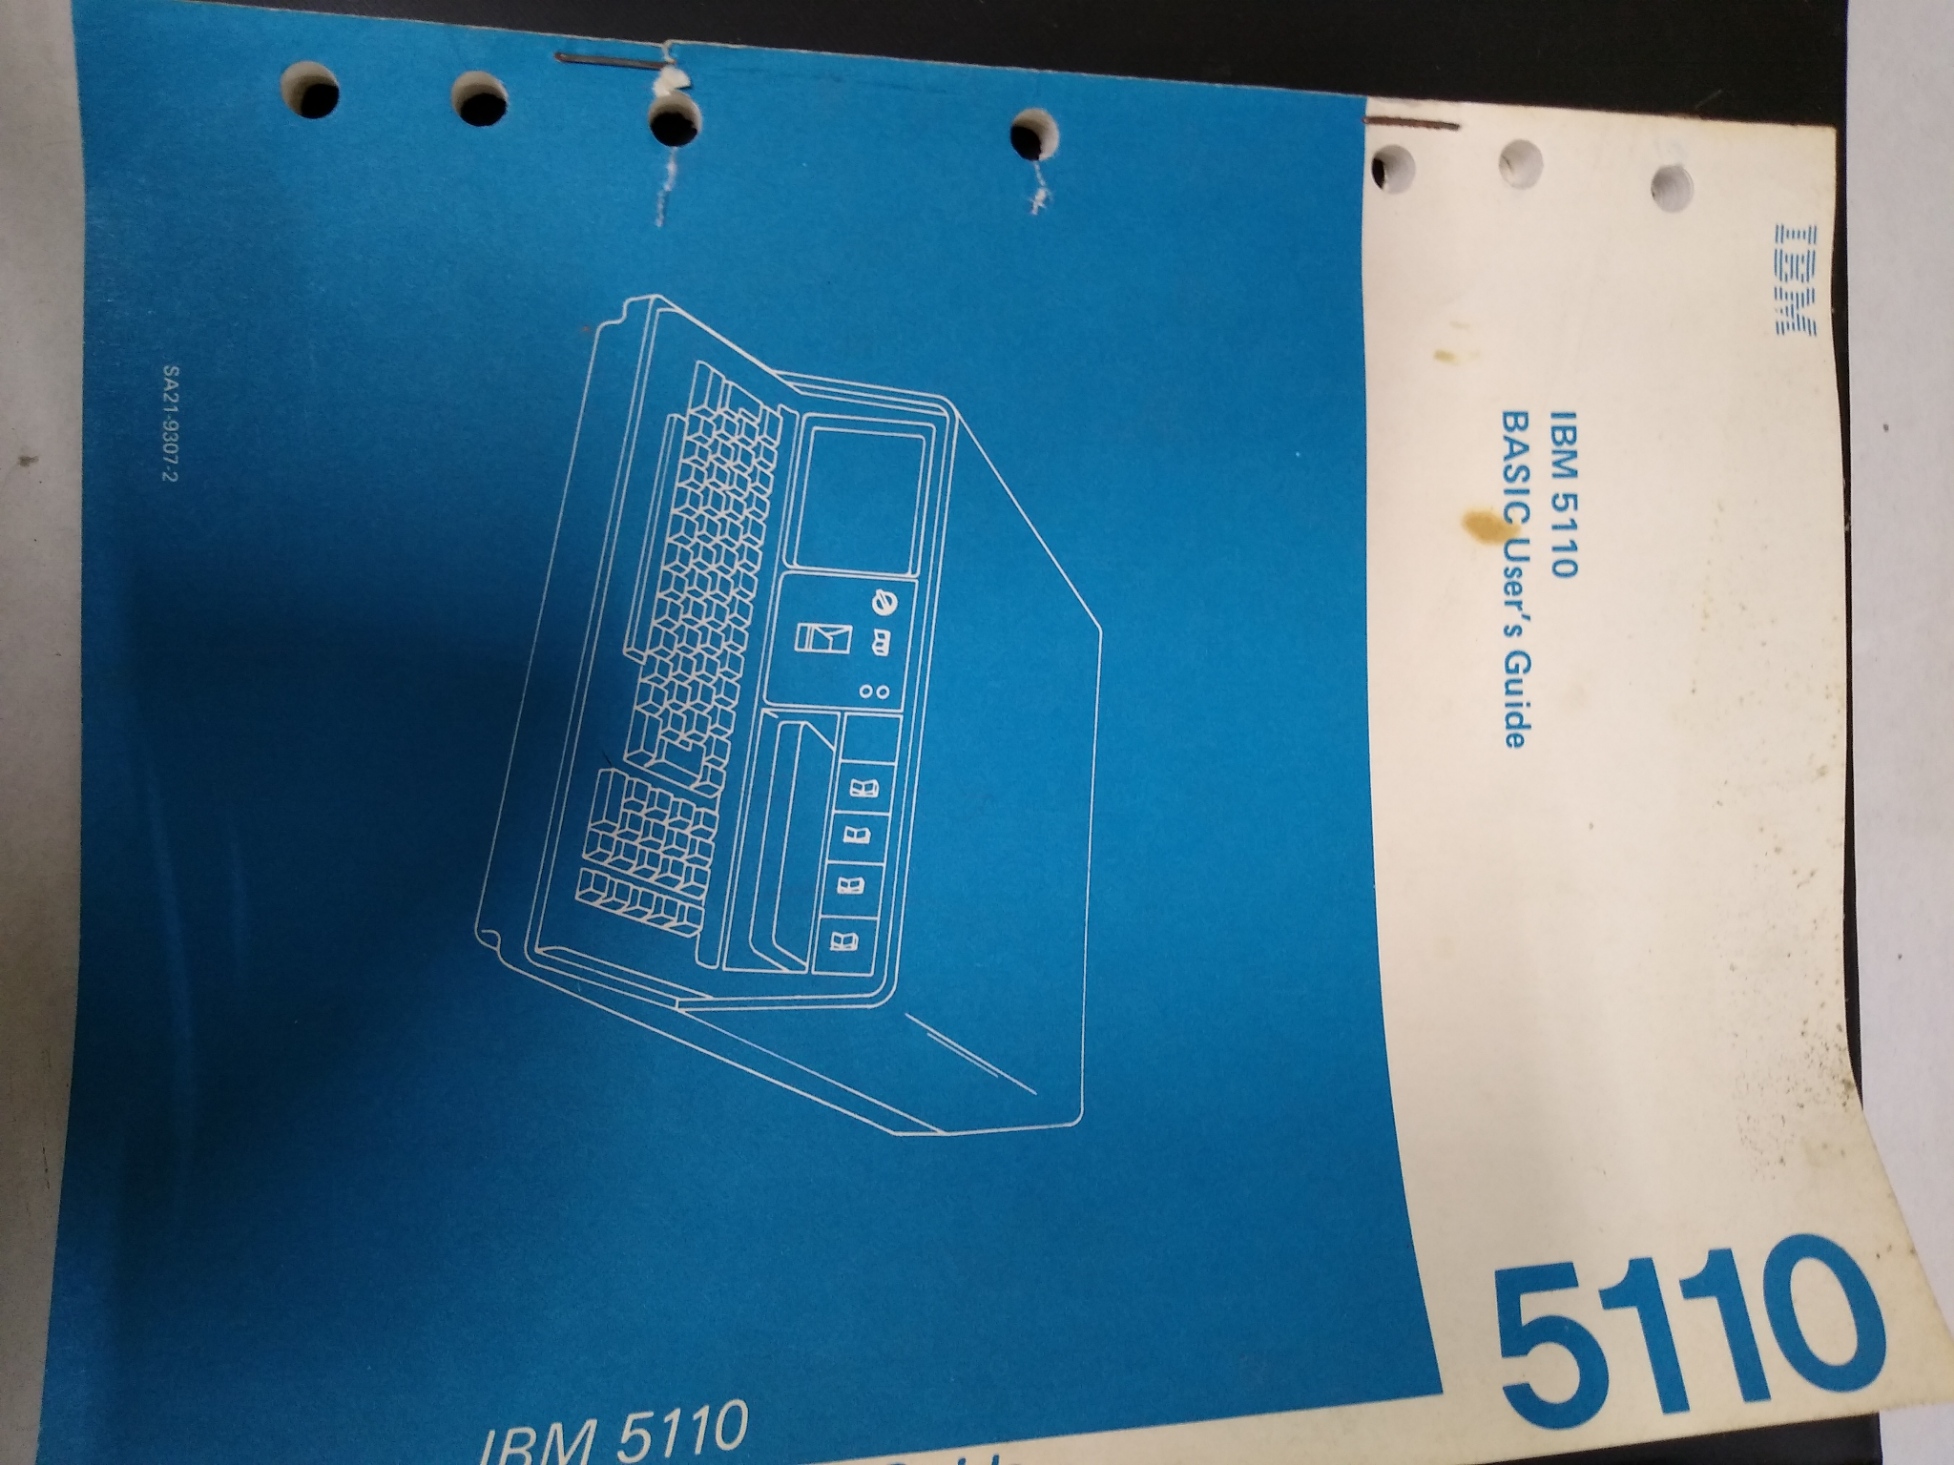 IBM
IBM 5110
BASIC User's Guide
5110
SA21-9307-2
IBM 5110